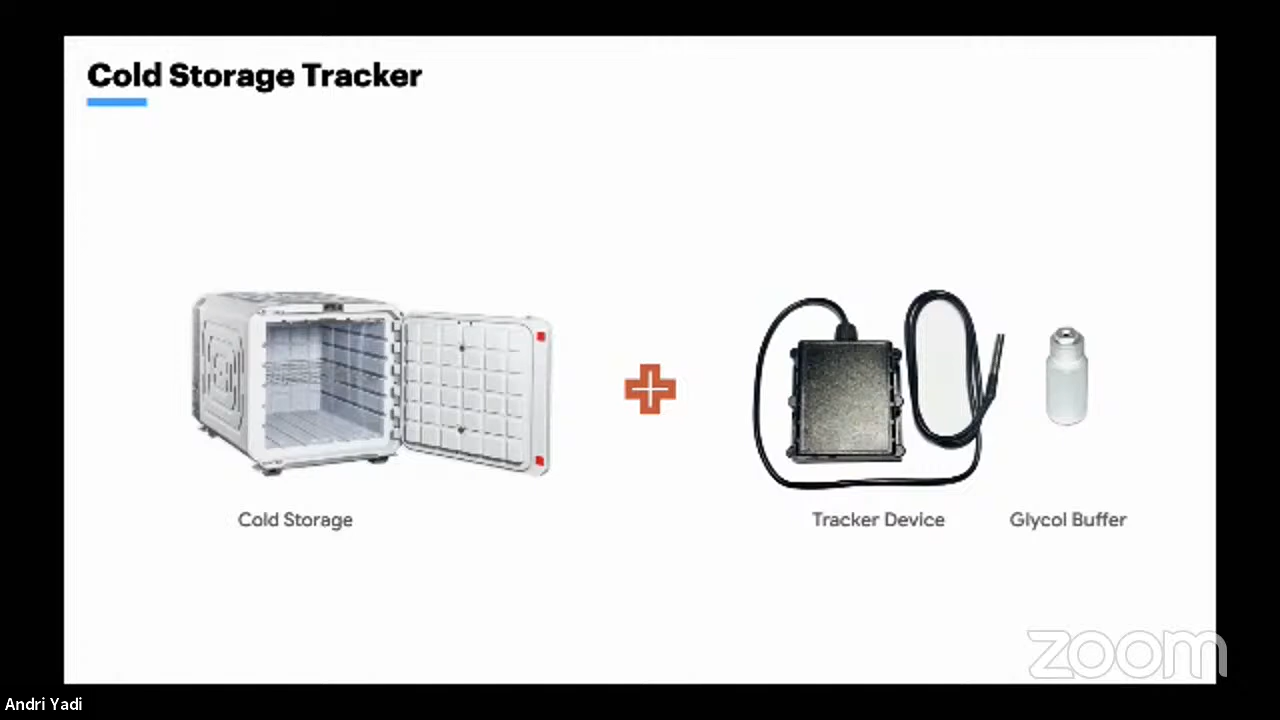 Cold Storage Tracker
Cold Storage
Tracker Device
Glycol Buffer
zoom
Andri Yadi